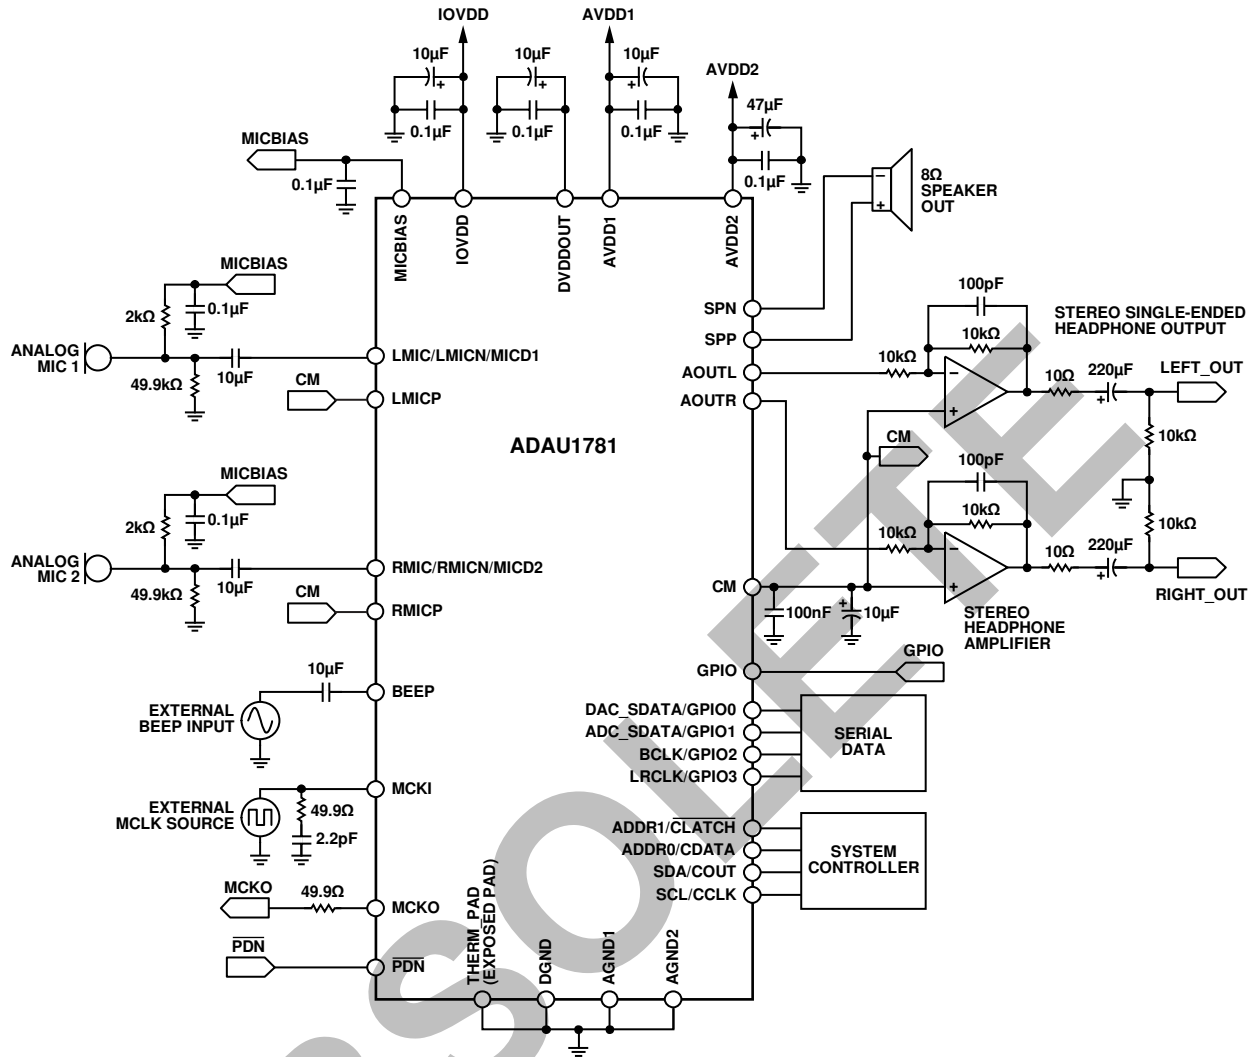 IOVDD
AVDD1
AVDD2
10µF
10µF
10µF
47µF
0.1µF
0.1µF
0.1µF
0.1µF
MICBIAS
0.1µF
8Ω
SPEAKER
OUT
−
+
MICBIAS
IOVDD
DVDDOUT
AVDD1
AVDD2
MICBIAS
0.1µF
2kΩ
ANALOG
MIC 1
49.9kΩ
10µF
LMIC/LMICN/MICD1
CM
LMICP
SPN
SPP
AOUTL
AOUTR
100pF
10kΩ
10kΩ
−
+
STEREO SINGLE-ENDED
HEADPHONE OUTPUT
10Ω
220µF
+
LEFT_OUT
10kΩ
ADAU1781
CM
MICBIAS
0.1µF
2kΩ
ANALOG
MIC 2
49.9kΩ
10µF
RMIC/RMICN/MICD2
CM
RMICP
100pF
10kΩ
10kΩ
−
+
10kΩ
10Ω
220µF
+
RIGHT_OUT
CM
100nF
+
10µF
STEREO
HEADPHONE
AMPLIFIER
10µF
BEEP
EXTERNAL
BEEP INPUT
GPIO
GPIO
DAC_SDATA/GPIO0
ADC_SDATA/GPIO1
BCLK/GPIO2
LRCLK/GPIO3
SERIAL
DATA
MCKI
EXTERNAL
MCLK SOURCE
49.9Ω
2.2pF
ADDR1/CLATCH
ADDR0/CDATA
SDA/COUT
SCL/CCLK
SYSTEM
CONTROLLER
MCKO
49.9Ω
MCKO
PDN
PDN
THERM_PAD
(EXPOSED PAD)
DGND
AGND1
AGND2
OBSOLETE